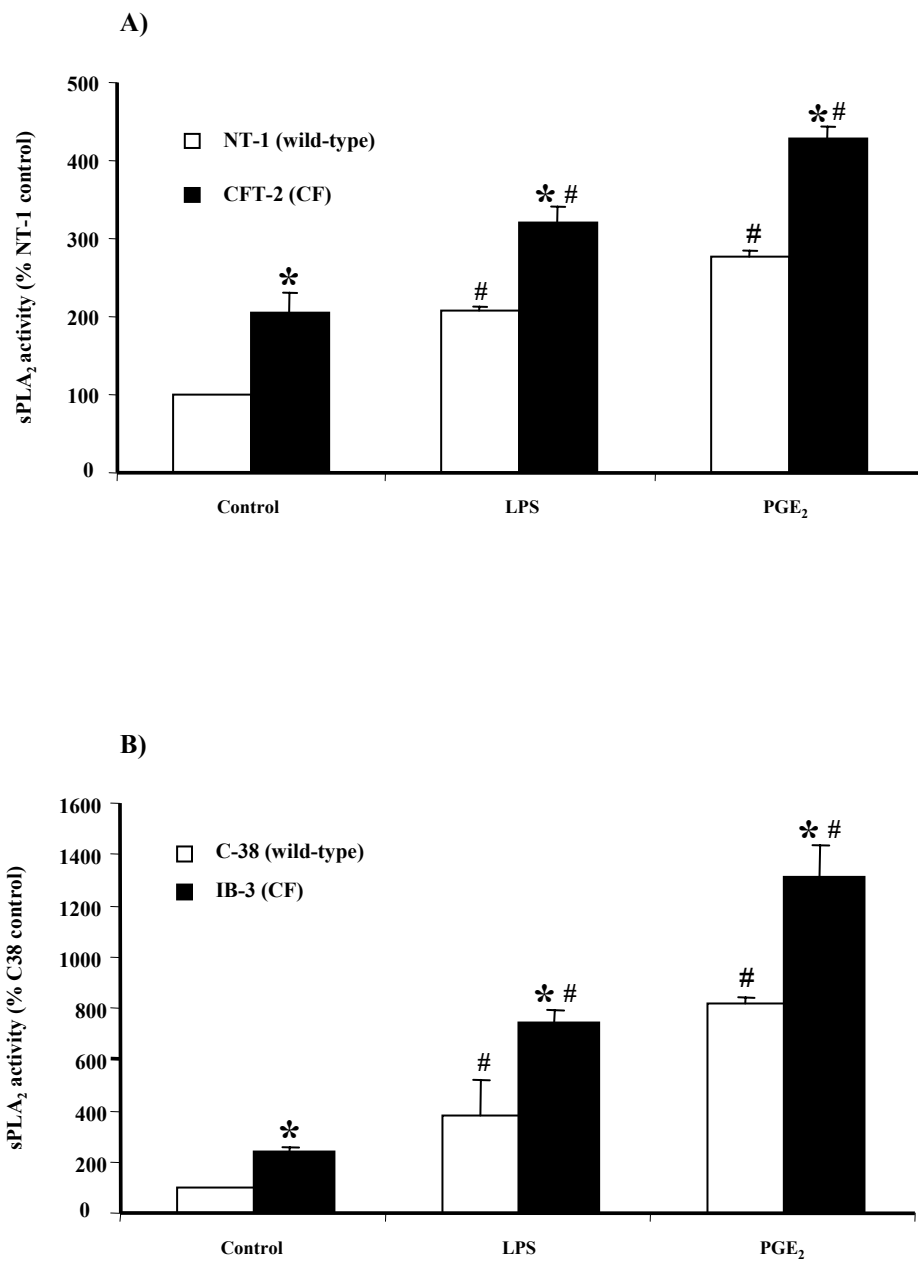 A)
sPLA₂ activity (% NT-1 control)
500
400
300
200
100
0
NT-1 (wild-type)
CFT-2 (CF)
*
#
* #
#
* #
Control LPS PGE₂
B)
sPLA₂ activity (% C38 control)
1600
1400
1200
1000
800
600
400
200
0
C-38 (wild-type)
IB-3 (CF)
*
#
* #
#
* #
Control LPS PGE₂